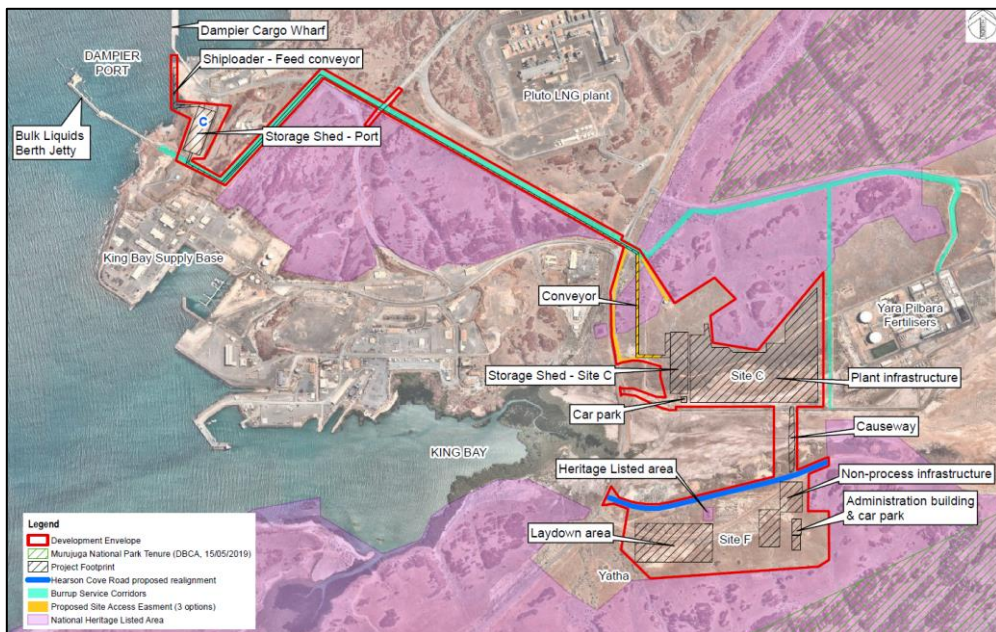 Dampier Cargo Wharf
DAMPIER
PORT
Shiploader - Feed conveyor
Pluto LNG plant
C
Bulk Liquids
Berth Jetty
Storage Shed - Port
King Bay Supply Base
Conveyor
Yara Pilbara
Fertilisers
Storage Shed - Site C
Site C
Plant infrastructure
Car park
Causeway
KING BAY
Heritage Listed area
Non-process infrastructure
Administration building
& car park
Laydown area
Site F
Yatha
Legend
Development Envelope
Murujuga National Park Tenure (DBCA, 15/05/2019)
Project Footprint
Hearson Cove Road proposed realignment
Burrup Service Corridors
Proposed Site Access Easment (3 options)
National Heritage Listed Area